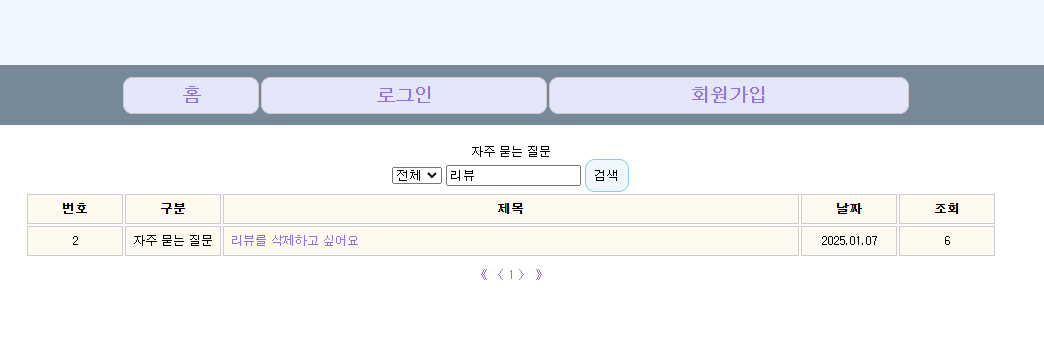 홈 로그인 회원가입
자주 묻는 질문
전체 리뷰 검색
번호 구분 제목 날짜 조회
2 자주 묻는 질문 리뷰를 삭제하고 싶어요 2025.01.07 6
《 〈 1 〉 》